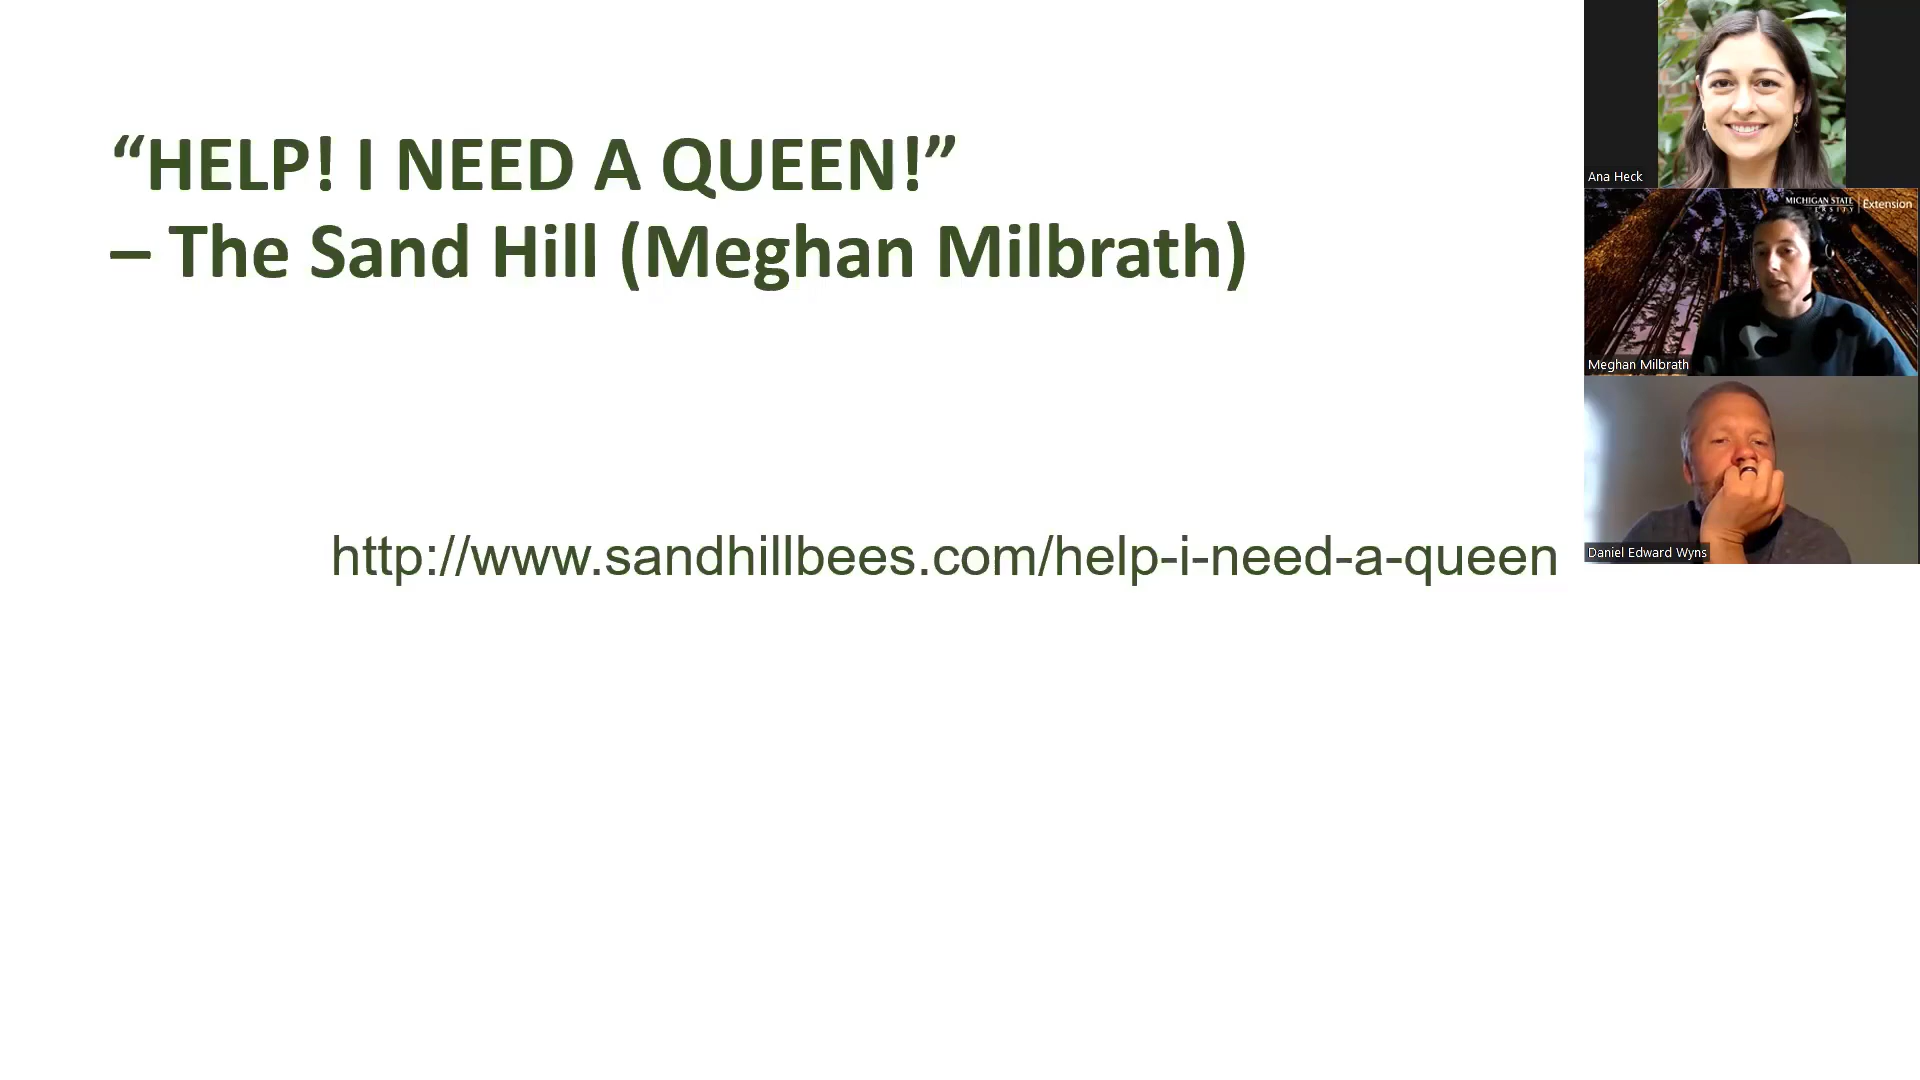 “HELP! I NEED A QUEEN!”
– The Sand Hill (Meghan Milbrath)
http://www.sandhillbees.com/help-i-need-a-queen
Ana Heck
MICHIGAN STATE
Extension
Meghan Milbrath
Daniel Edward Wyns